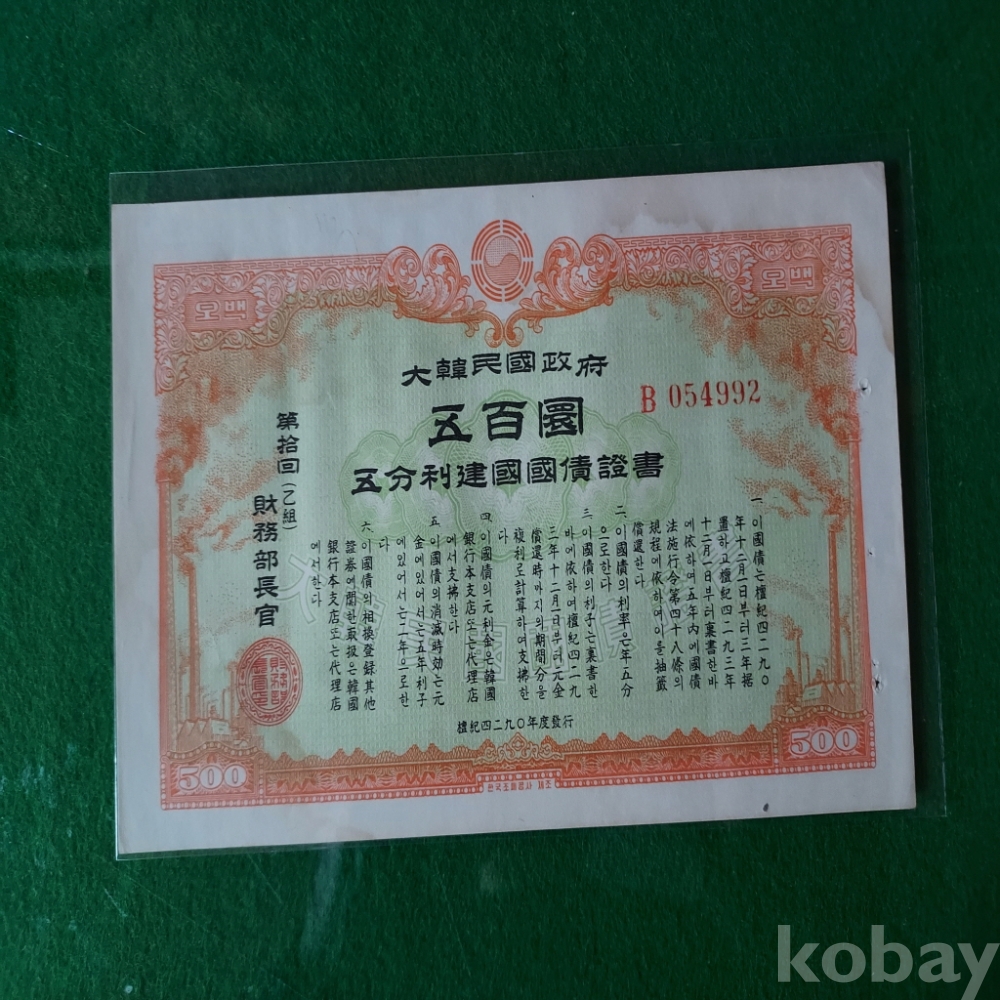 오백
오백
大韓民國政府
五百圜
B 054992
五分利建國國債證書
一、이國債는檀紀四二九〇
年十二月一日부터三年据
置하고檀紀四二九三年
十二月一日부터裏書한바
에依하여五年內에國債
法施行令第四十八條의
規程에依하여이를抽籤
償還한다
二、이國債의利率은年五分
으로한다
三、이國債의利子는裏書한
바에依하여檀紀四二九
三年十二月一日부터元金
償還時까지의期間分을
複利로計算하여支拂한
다
四、이國債의元利金은韓國
銀行本支店또는代理店
에서支拂한다
五、이國債의消滅時効는元
金에있어서는五年利子
에있어서는一年으로한
다
六、이國債의相換登録其他
證券에關한取扱은韓國
銀行本支店또는代理店
에서한다
第拾回(乙組)
財務部長官
檀紀四二九〇年度發行
500
500
한국조폐공사 제조
kobay